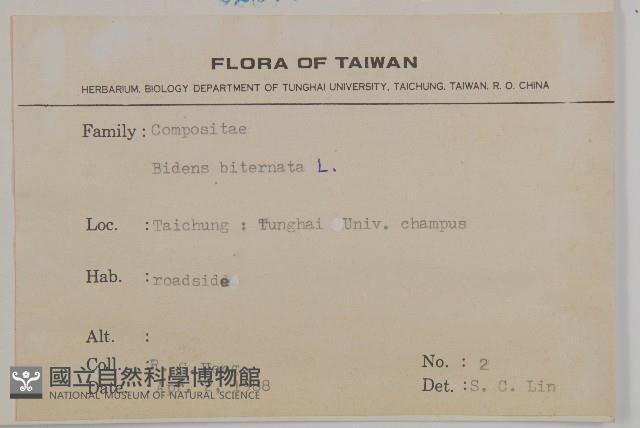 FLORA OF TAIWAN
HERBARIUM, BIOLOGY DEPARTMENT OF TUNGHAI UNIVERSITY, TAICHUNG, TAIWAN, R. O. CHINA
Family : Compositae
Bidens biternata L.
Loc. : Taichung : Tunghai Univ. champus
Hab. : roadside
Alt. :
Coll.
No. : 2
Date
Det. : S. C. Lin
國立自然科學博物館
NATIONAL MUSEUM OF NATURAL SCIENCE